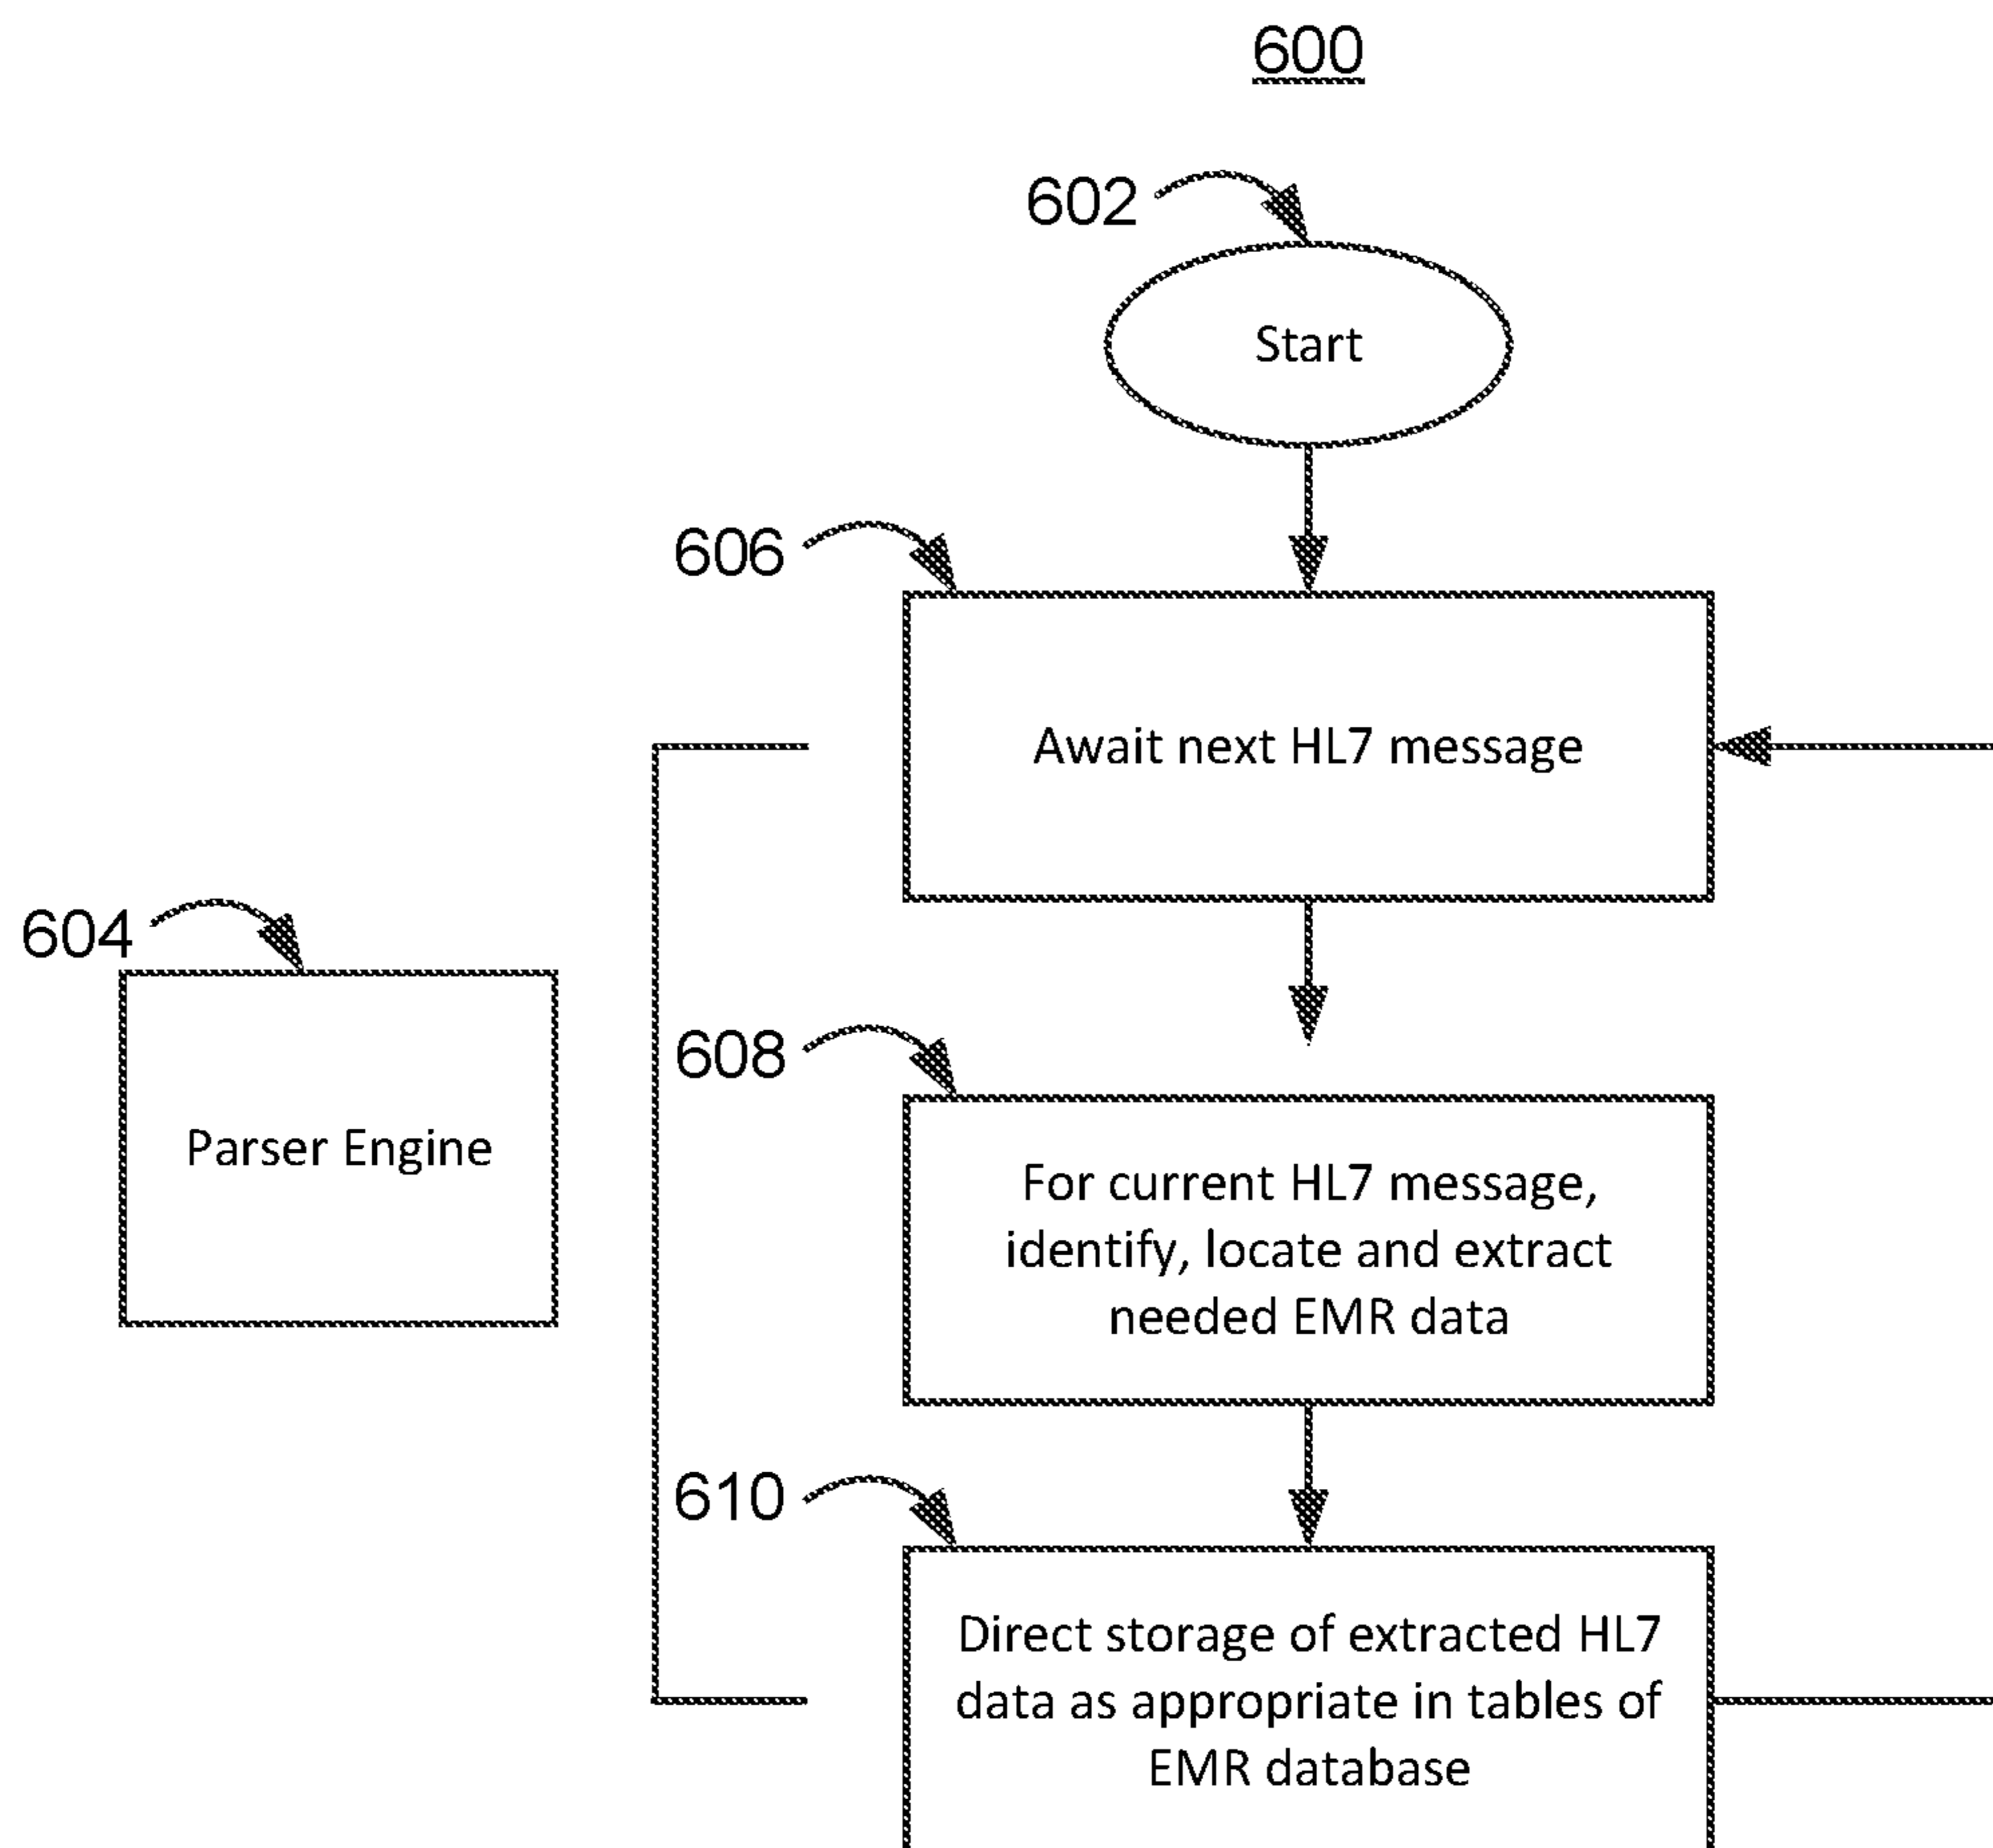 600
602
Start
606
Await next HL7 message
604
Parser Engine
608
For current HL7 message,
identify, locate and extract
needed EMR data
610
Direct storage of extracted HL7
data as appropriate in tables of
EMR database